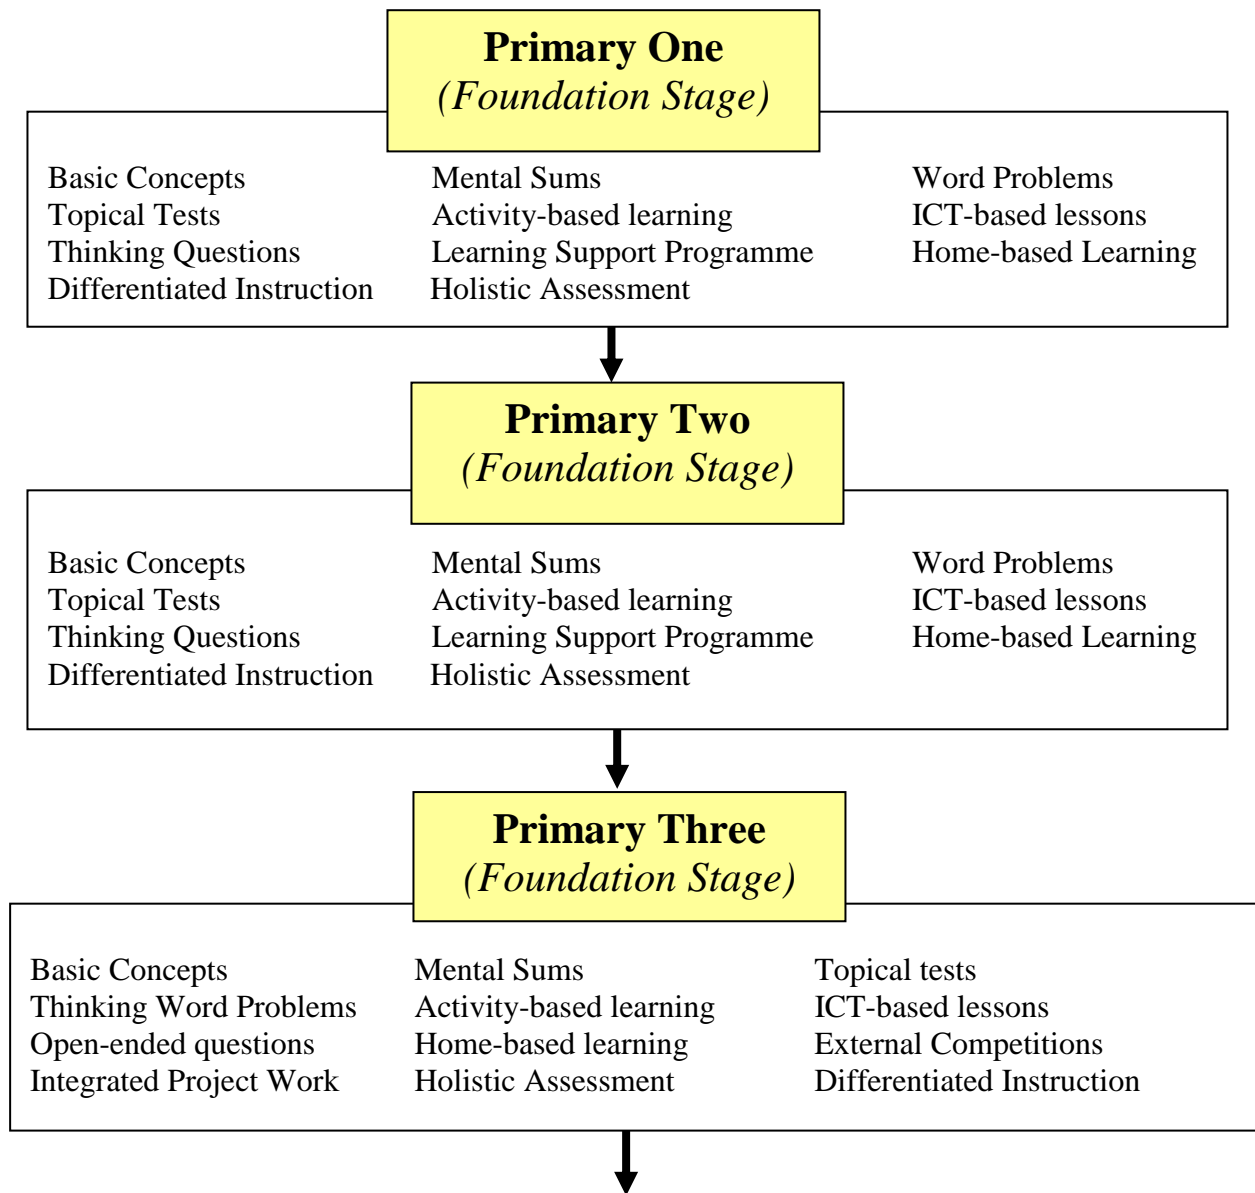 Primary One
(Foundation Stage)
Basic Concepts Mental Sums Word Problems
Topical Tests Activity-based learning ICT-based lessons
Thinking Questions Learning Support Programme Home-based Learning
Differentiated Instruction Holistic Assessment
Primary Two
(Foundation Stage)
Basic Concepts Mental Sums Word Problems
Topical Tests Activity-based learning ICT-based lessons
Thinking Questions Learning Support Programme Home-based Learning
Differentiated Instruction Holistic Assessment
Primary Three
(Foundation Stage)
Basic Concepts Mental Sums Topical tests
Thinking Word Problems Activity-based learning ICT-based lessons
Open-ended questions Home-based learning External Competitions
Integrated Project Work Holistic Assessment Differentiated Instruction